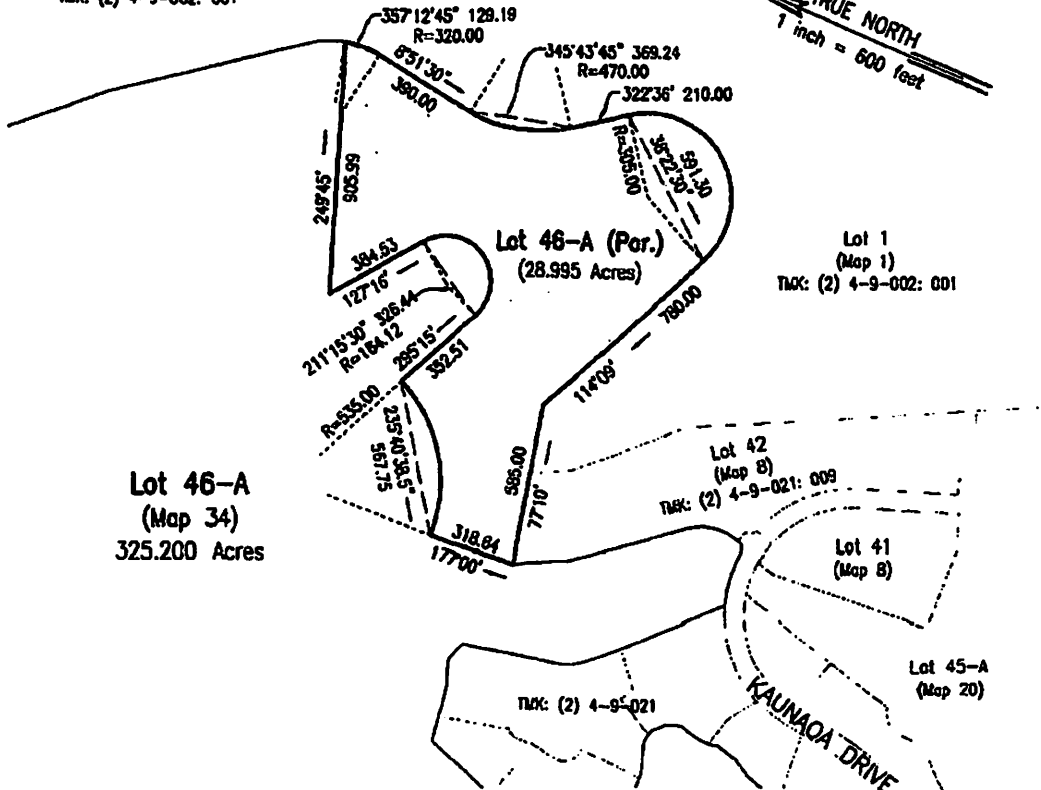 TRUE NORTH
1 inch = 600 feet
357°12'45" 129.19
R=320.00
8°51'30"
390.00
345°43'45" 369.24
R=470.00
322°36' 210.00
249°45'
905.99
R=305.00
38°22'30"
591.30
Lot 46-A (Por.)
(28.995 Acres)
Lot 1
(Map 1)
TMK: (2) 4-9-002: 001
384.53
127°16'
211°15'30" 326.44
R=164.12
295°15'
352.51
780.00
114°09'
R=535.00
235°40'38.5"
567.75
585.00
77°10'
318.64
177°00'
Lot 46-A
(Map 34)
325.200 Acres
Lot 42
(Map 8)
TMK: (2) 4-9-021: 009
Lot 41
(Map 8)
Lot 45-A
(Map 20)
TMK: (2) 4-9-021
KAUNAOA DRIVE